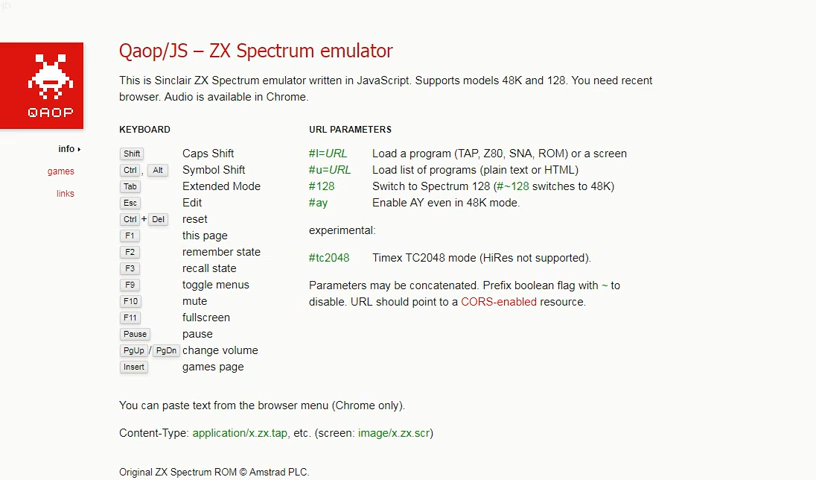 Qaop/JS – ZX Spectrum emulator
This is Sinclair ZX Spectrum emulator written in JavaScript. Supports models 48K and 128. You need recent
browser. Audio is available in Chrome.
QAOP
info
games
links
KEYBOARD
Shift Caps Shift
Ctrl , Alt Symbol Shift
Tab Extended Mode
Esc Edit
Ctrl + Del reset
F1 this page
F2 remember state
F3 recall state
F9 toggle menus
F10 mute
F11 fullscreen
Pause pause
PgUp / PgDn change volume
Insert games page
URL PARAMETERS
#l=URL Load a program (TAP, Z80, SNA, ROM) or a screen
#u=URL Load list of programs (plain text or HTML)
#128 Switch to Spectrum 128 (#~128 switches to 48K)
#ay Enable AY even in 48K mode.
experimental:
#tc2048 Timex TC2048 mode (HiRes not supported).
Parameters may be concatenated. Prefix boolean flag with ~ to
disable. URL should point to a CORS-enabled resource.
You can paste text from the browser menu (Chrome only).
Content-Type: application/x.zx.tap, etc. (screen: image/x.zx.scr)
Original ZX Spectrum ROM © Amstrad PLC.